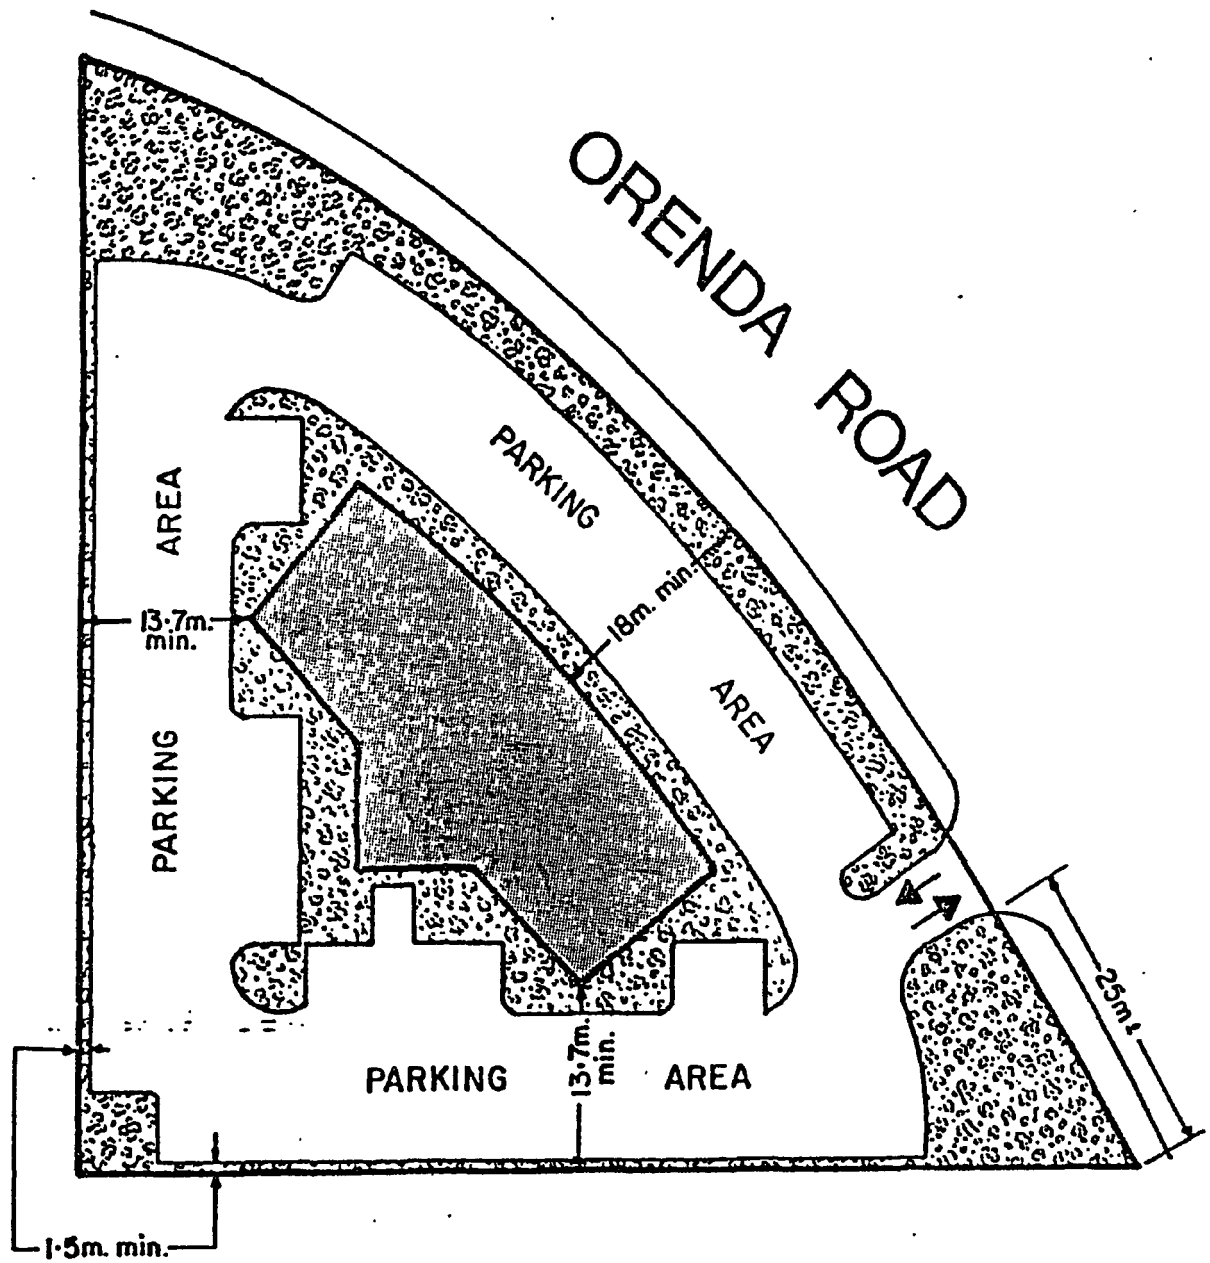 ORENDA ROAD
PARKING AREA
PARKING AREA
13.7m.
min.
18m. min.
25m±
13.7m.
min.
PARKING AREA
1.5m. min.